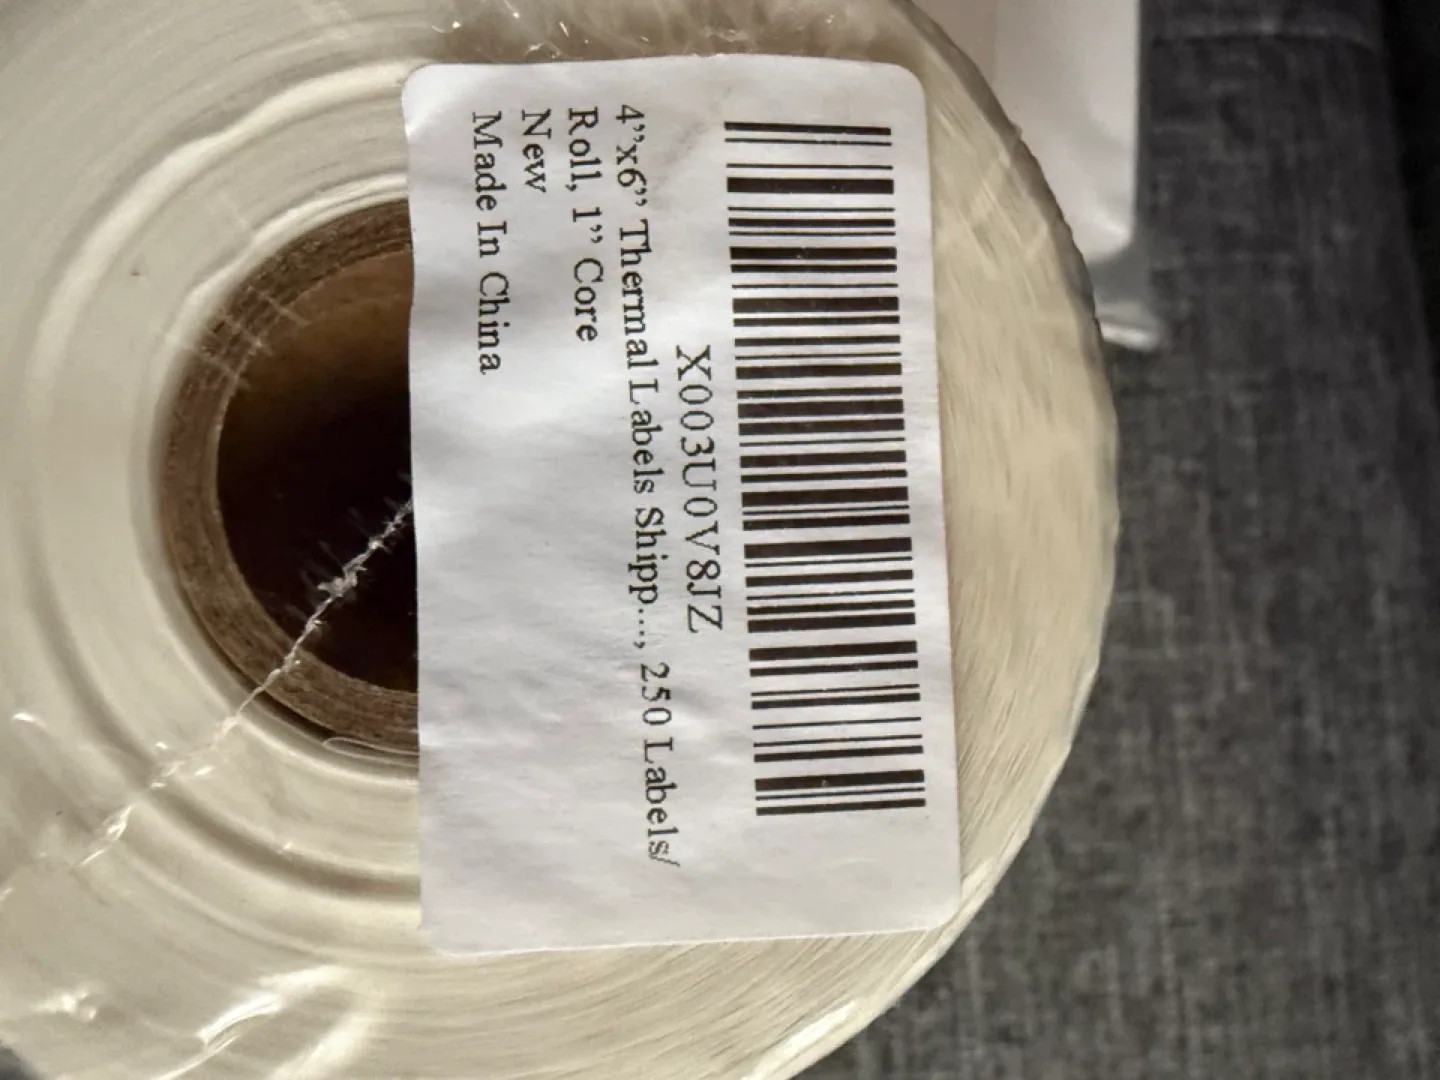 X003U0V8JZ
4”x6” Thermal Labels Shipp..., 250 Labels/
Roll, 1” Core
New
Made In China